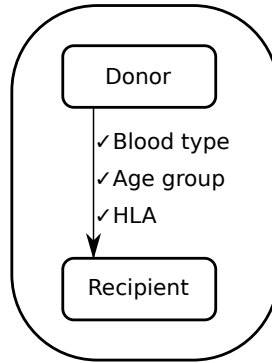 Donor
✓Blood type
✓Age group
✓HLA
Recipient